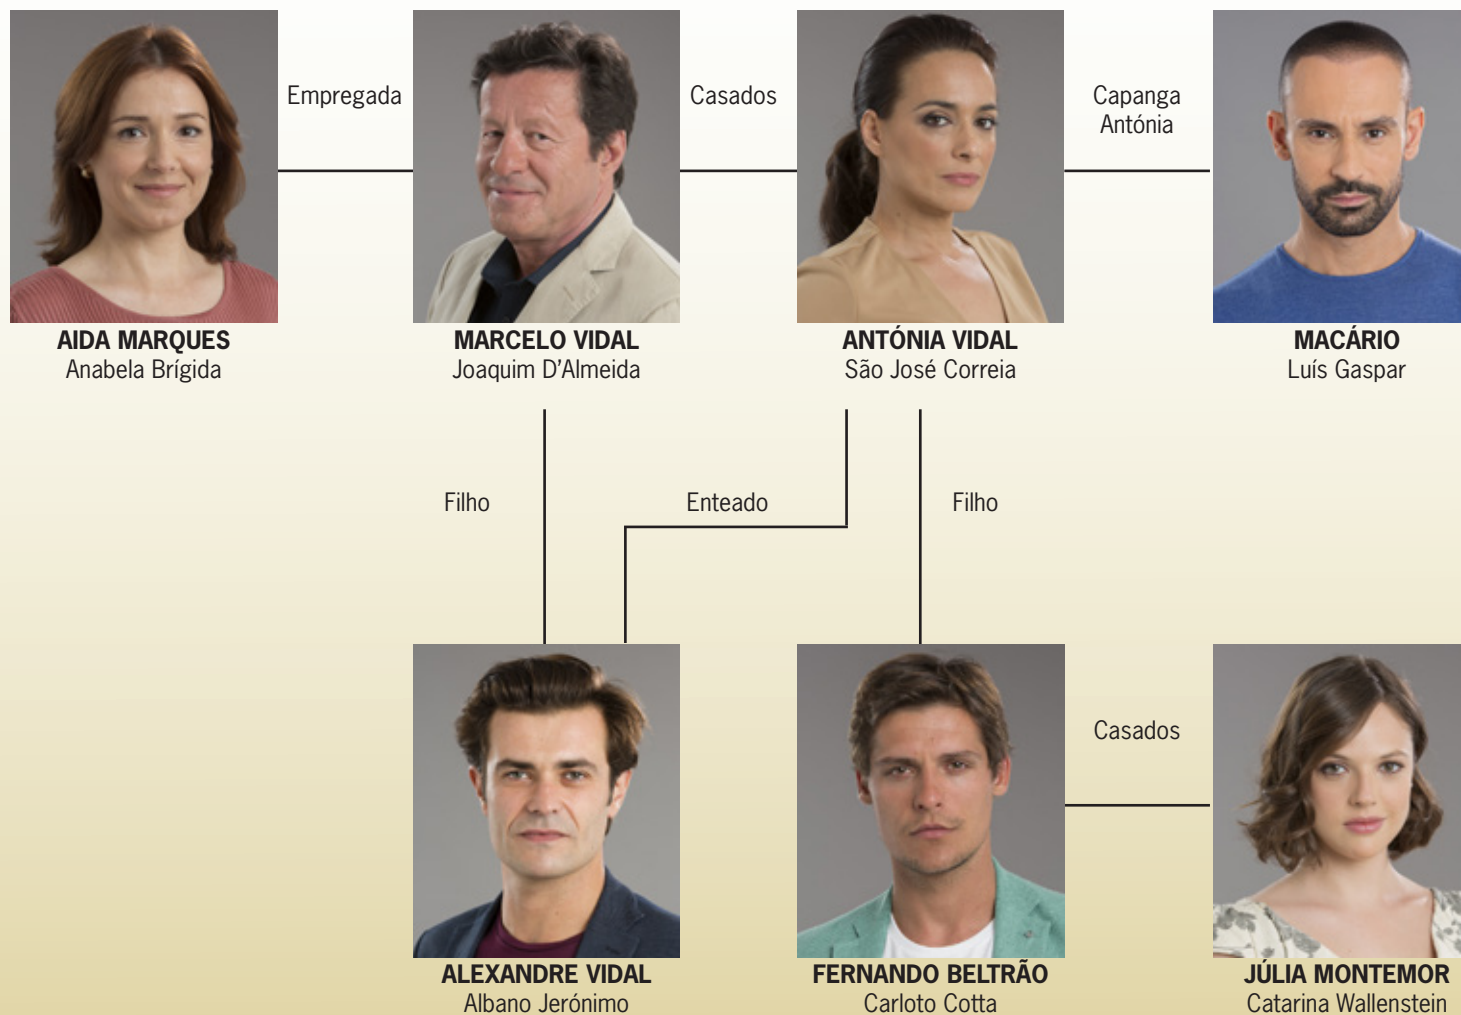 Empregada
Casados
Capanga
Antónia
AIDA MARQUES
Anabela Brígida
MARCELO VIDAL
Joaquim D'Almeida
ANTÓNIA VIDAL
São José Correia
MACÁRIO
Luís Gaspar
Filho
Enteado
Filho
Casados
ALEXANDRE VIDAL
Albano Jerónimo
FERNANDO BELTRÃO
Carloto Cotta
JÚLIA MONTEMOR
Catarina Wallenstein